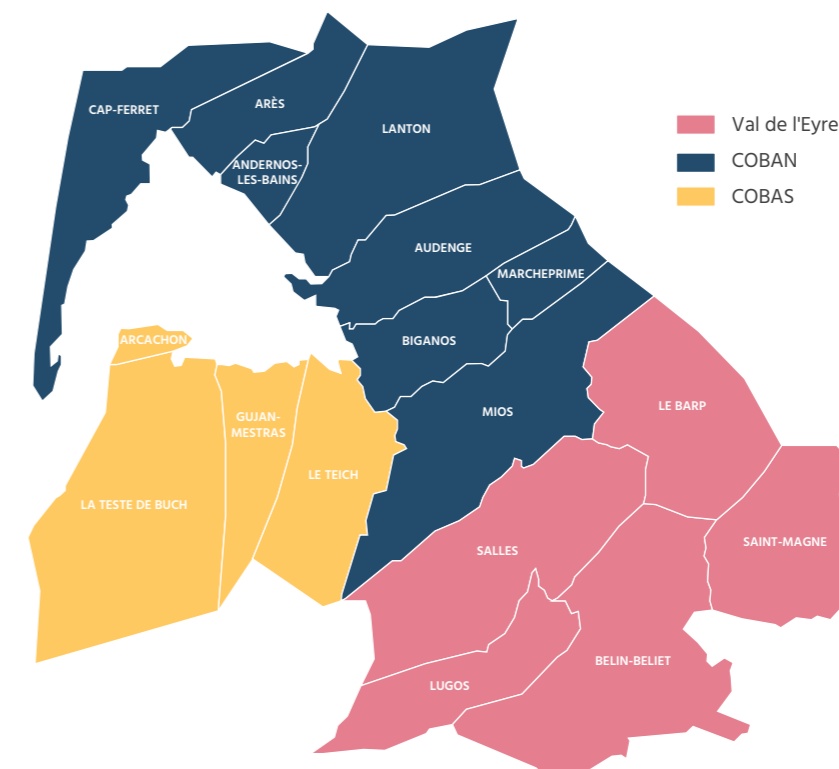 CAP-FERRET
ARÈS
LANTON
ANDERNOS-
LES-BAINS
AUDENGE
MARCHEPRIME
BIGANOS
ARCACHON
GUJAN-
MESTRAS
MIOS
LE BARP
LE TEICH
LA TESTE DE BUCH
SALLES
SAINT-MAGNE
BELIN-BELIET
LUGOS
Val de l'Eyre
COBAN
COBAS